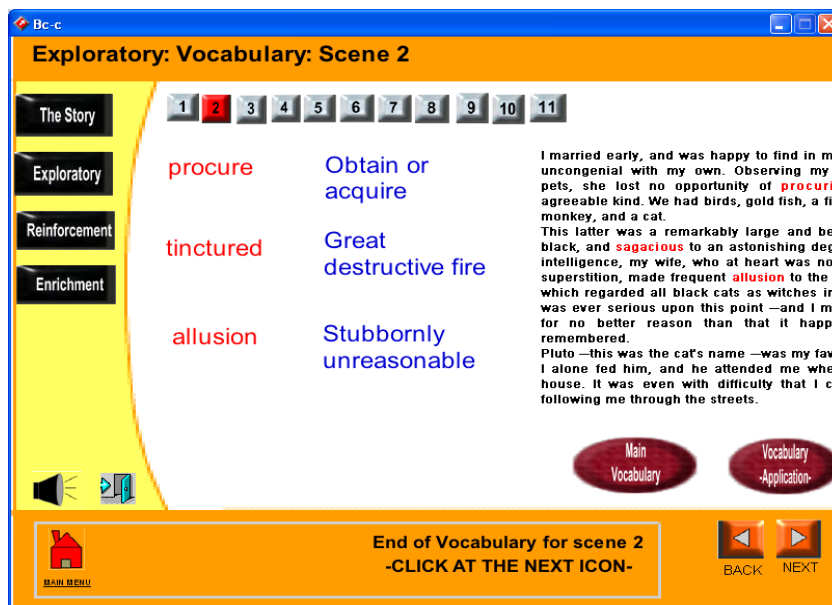 Bc-c
Exploratory: Vocabulary: Scene 2
The Story
Exploratory
Reinforcement
Enrichment
1 2 3 4 5 6 7 8 9 10 11
procure
Obtain or
acquire
tinctured
Great
destructive fire
allusion
Stubbornly
unreasonable
I married early, and was happy to find in m
uncongenial with my own. Observing my
pets, she lost no opportunity of procuri
agreeable kind. We had birds, gold fish, a fi
monkey, and a cat.
This latter was a remarkably large and be
black, and sagacious to an astonishing deg
intelligence, my wife, who at heart was no
superstition, made frequent allusion to the
which regarded all black cats as witches in
was ever serious upon this point —and I m
for no better reason than that it happ
remembered.
Pluto —this was the cat's name —was my fav
I alone fed him, and he attended me whe
house. It was even with difficulty that I c
following me through the streets.
Main
Vocabulary
Vocabulary
-Application-
MAIN MENU
End of Vocabulary for scene 2
-CLICK AT THE NEXT ICON-
BACK
NEXT